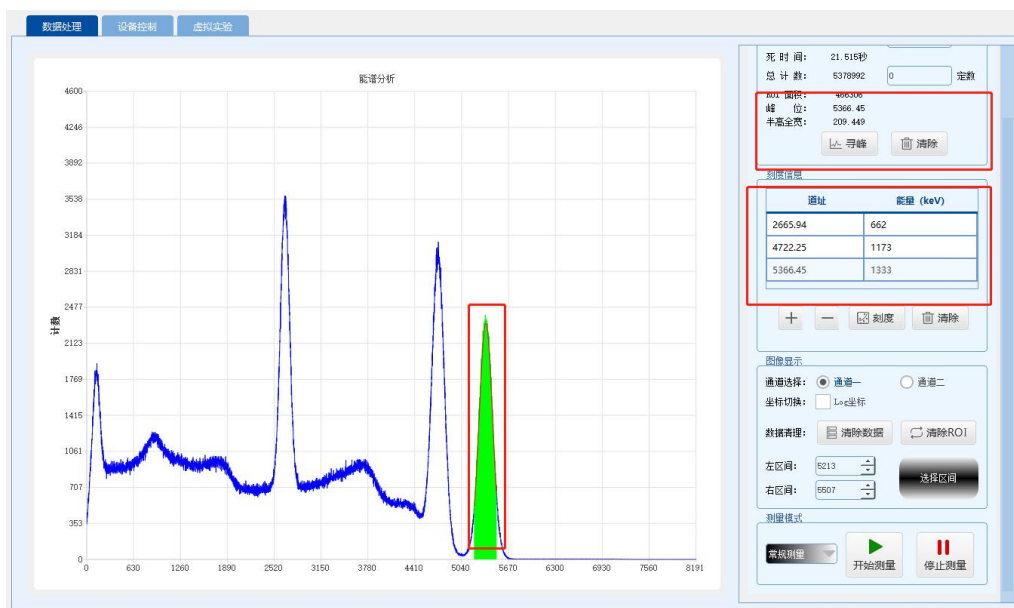 数据处理 设备控制 虚拟实验
能谱分析
计数
4600
4246
3892
3538
3184
2831
2477
2123
1769
1415
1061
707
353
0
0 630 1260 1890 2520 3150 3780 4410 5040 5670 6300 6930 7560 8191
死 时 间: 21.515秒
总 计 数: 5378992 0 定数
ROI 面积: 466306
峰 位: 5366.45
半高全宽: 209.449
寻峰 清除
刻度信息
道址 能量 (keV)
2665.94 662
4722.25 1173
5366.45 1333
+ − 刻度 清除
图像显示
通道选择: 通道一 通道二
坐标切换: Log坐标
数据清理: 清除数据 清除ROI
左区间: 5213
选择区间
右区间: 5507
测量模式
常规测量 开始测量 停止测量